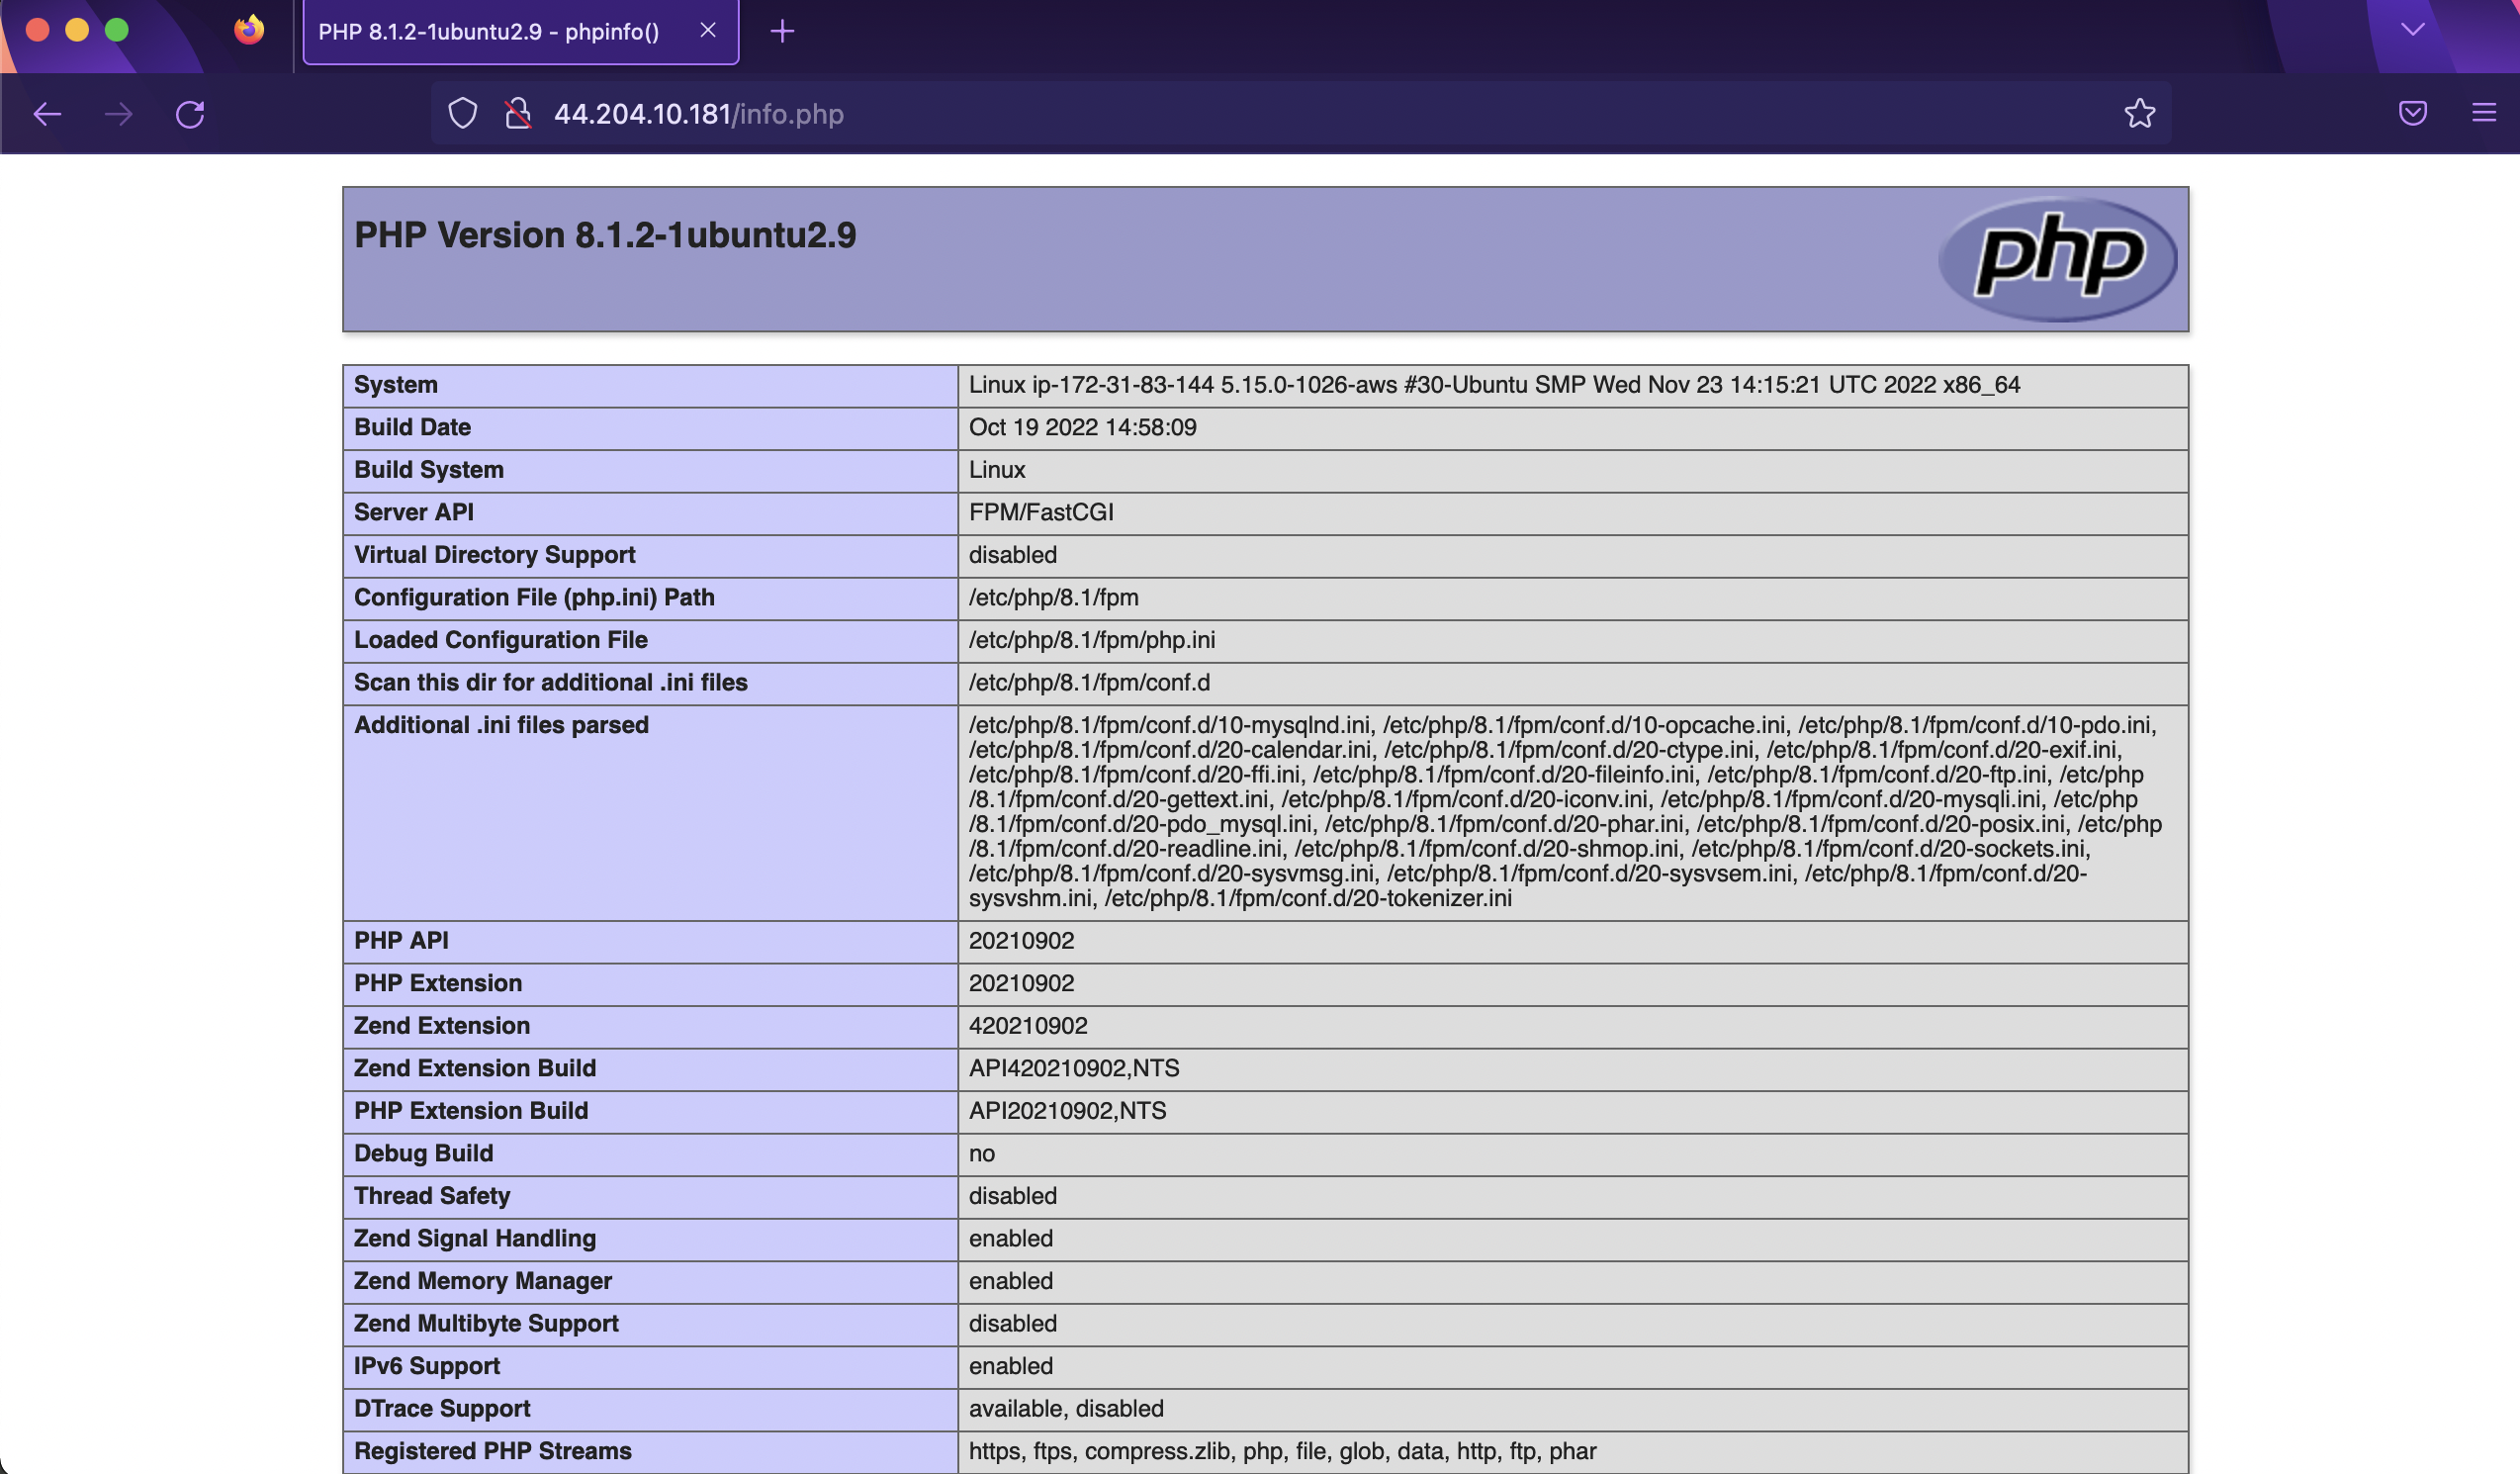 PHP 8.1.2-1ubuntu2.9 - phpinfo()
44.204.10.181/info.php
PHP Version 8.1.2-1ubuntu2.9
php
System Linux ip-172-31-83-144 5.15.0-1026-aws #30-Ubuntu SMP Wed Nov 23 14:15:21 UTC 2022 x86_64
Build Date Oct 19 2022 14:58:09
Build System Linux
Server API FPM/FastCGI
Virtual Directory Support disabled
Configuration File (php.ini) Path /etc/php/8.1/fpm
Loaded Configuration File /etc/php/8.1/fpm/php.ini
Scan this dir for additional .ini files /etc/php/8.1/fpm/conf.d
Additional .ini files parsed /etc/php/8.1/fpm/conf.d/10-mysqlnd.ini, /etc/php/8.1/fpm/conf.d/10-opcache.ini, /etc/php/8.1/fpm/conf.d/10-pdo.ini,
/etc/php/8.1/fpm/conf.d/20-calendar.ini, /etc/php/8.1/fpm/conf.d/20-ctype.ini, /etc/php/8.1/fpm/conf.d/20-exif.ini,
/etc/php/8.1/fpm/conf.d/20-ffi.ini, /etc/php/8.1/fpm/conf.d/20-fileinfo.ini, /etc/php/8.1/fpm/conf.d/20-ftp.ini, /etc/php
/8.1/fpm/conf.d/20-gettext.ini, /etc/php/8.1/fpm/conf.d/20-iconv.ini, /etc/php/8.1/fpm/conf.d/20-mysqli.ini, /etc/php
/8.1/fpm/conf.d/20-pdo_mysql.ini, /etc/php/8.1/fpm/conf.d/20-phar.ini, /etc/php/8.1/fpm/conf.d/20-posix.ini, /etc/php
/8.1/fpm/conf.d/20-readline.ini, /etc/php/8.1/fpm/conf.d/20-shmop.ini, /etc/php/8.1/fpm/conf.d/20-sockets.ini,
/etc/php/8.1/fpm/conf.d/20-sysvmsg.ini, /etc/php/8.1/fpm/conf.d/20-sysvsem.ini, /etc/php/8.1/fpm/conf.d/20-
sysvshm.ini, /etc/php/8.1/fpm/conf.d/20-tokenizer.ini
PHP API 20210902
PHP Extension 20210902
Zend Extension 420210902
Zend Extension Build API420210902,NTS
PHP Extension Build API20210902,NTS
Debug Build no
Thread Safety disabled
Zend Signal Handling enabled
Zend Memory Manager enabled
Zend Multibyte Support disabled
IPv6 Support enabled
DTrace Support available, disabled
Registered PHP Streams https, ftps, compress.zlib, php, file, glob, data, http, ftp, phar